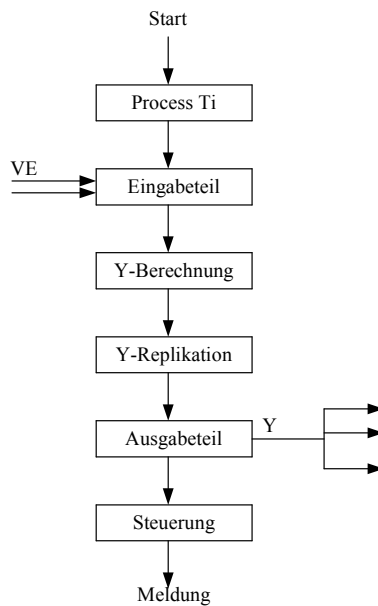 Start
Process Ti
VE
Eingabeteil
Y-Berechnung
Y-Replikation
Y
Ausgabeteil
Steuerung
Meldung